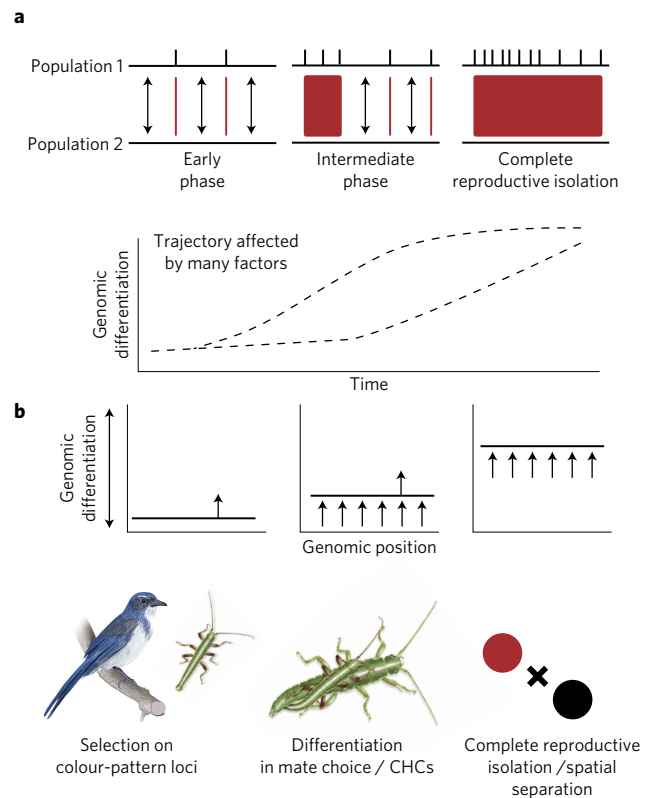 a
Population 1
Population 2
Early
phase
Intermediate
phase
Complete
reproductive isolation
Trajectory affected
by many factors
Genomic
differentiation
Time
b
Genomic
differentiation
Genomic position
Selection on
colour-pattern loci
Differentiation
in mate choice / CHCs
Complete reproductive
isolation /spatial
separation